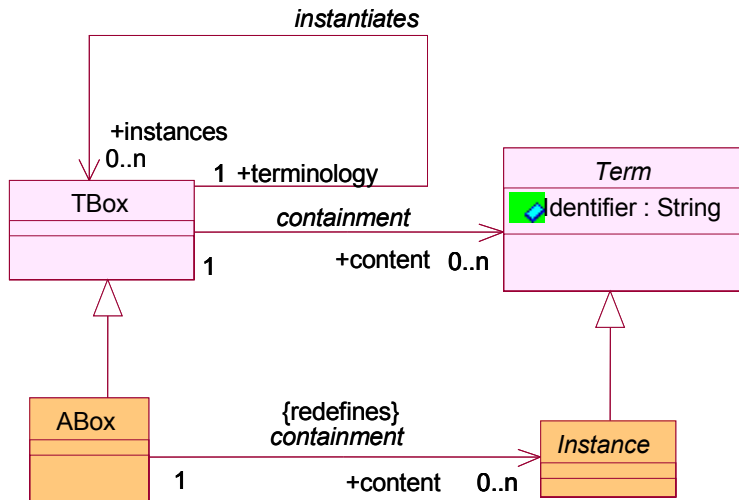 instantiates
+instances
0..n
1 +terminology
TBox
containment
1
+content 0..n
Term
Identifier : String
ABox
{redefines}
containment
1
+content 0..n
Instance